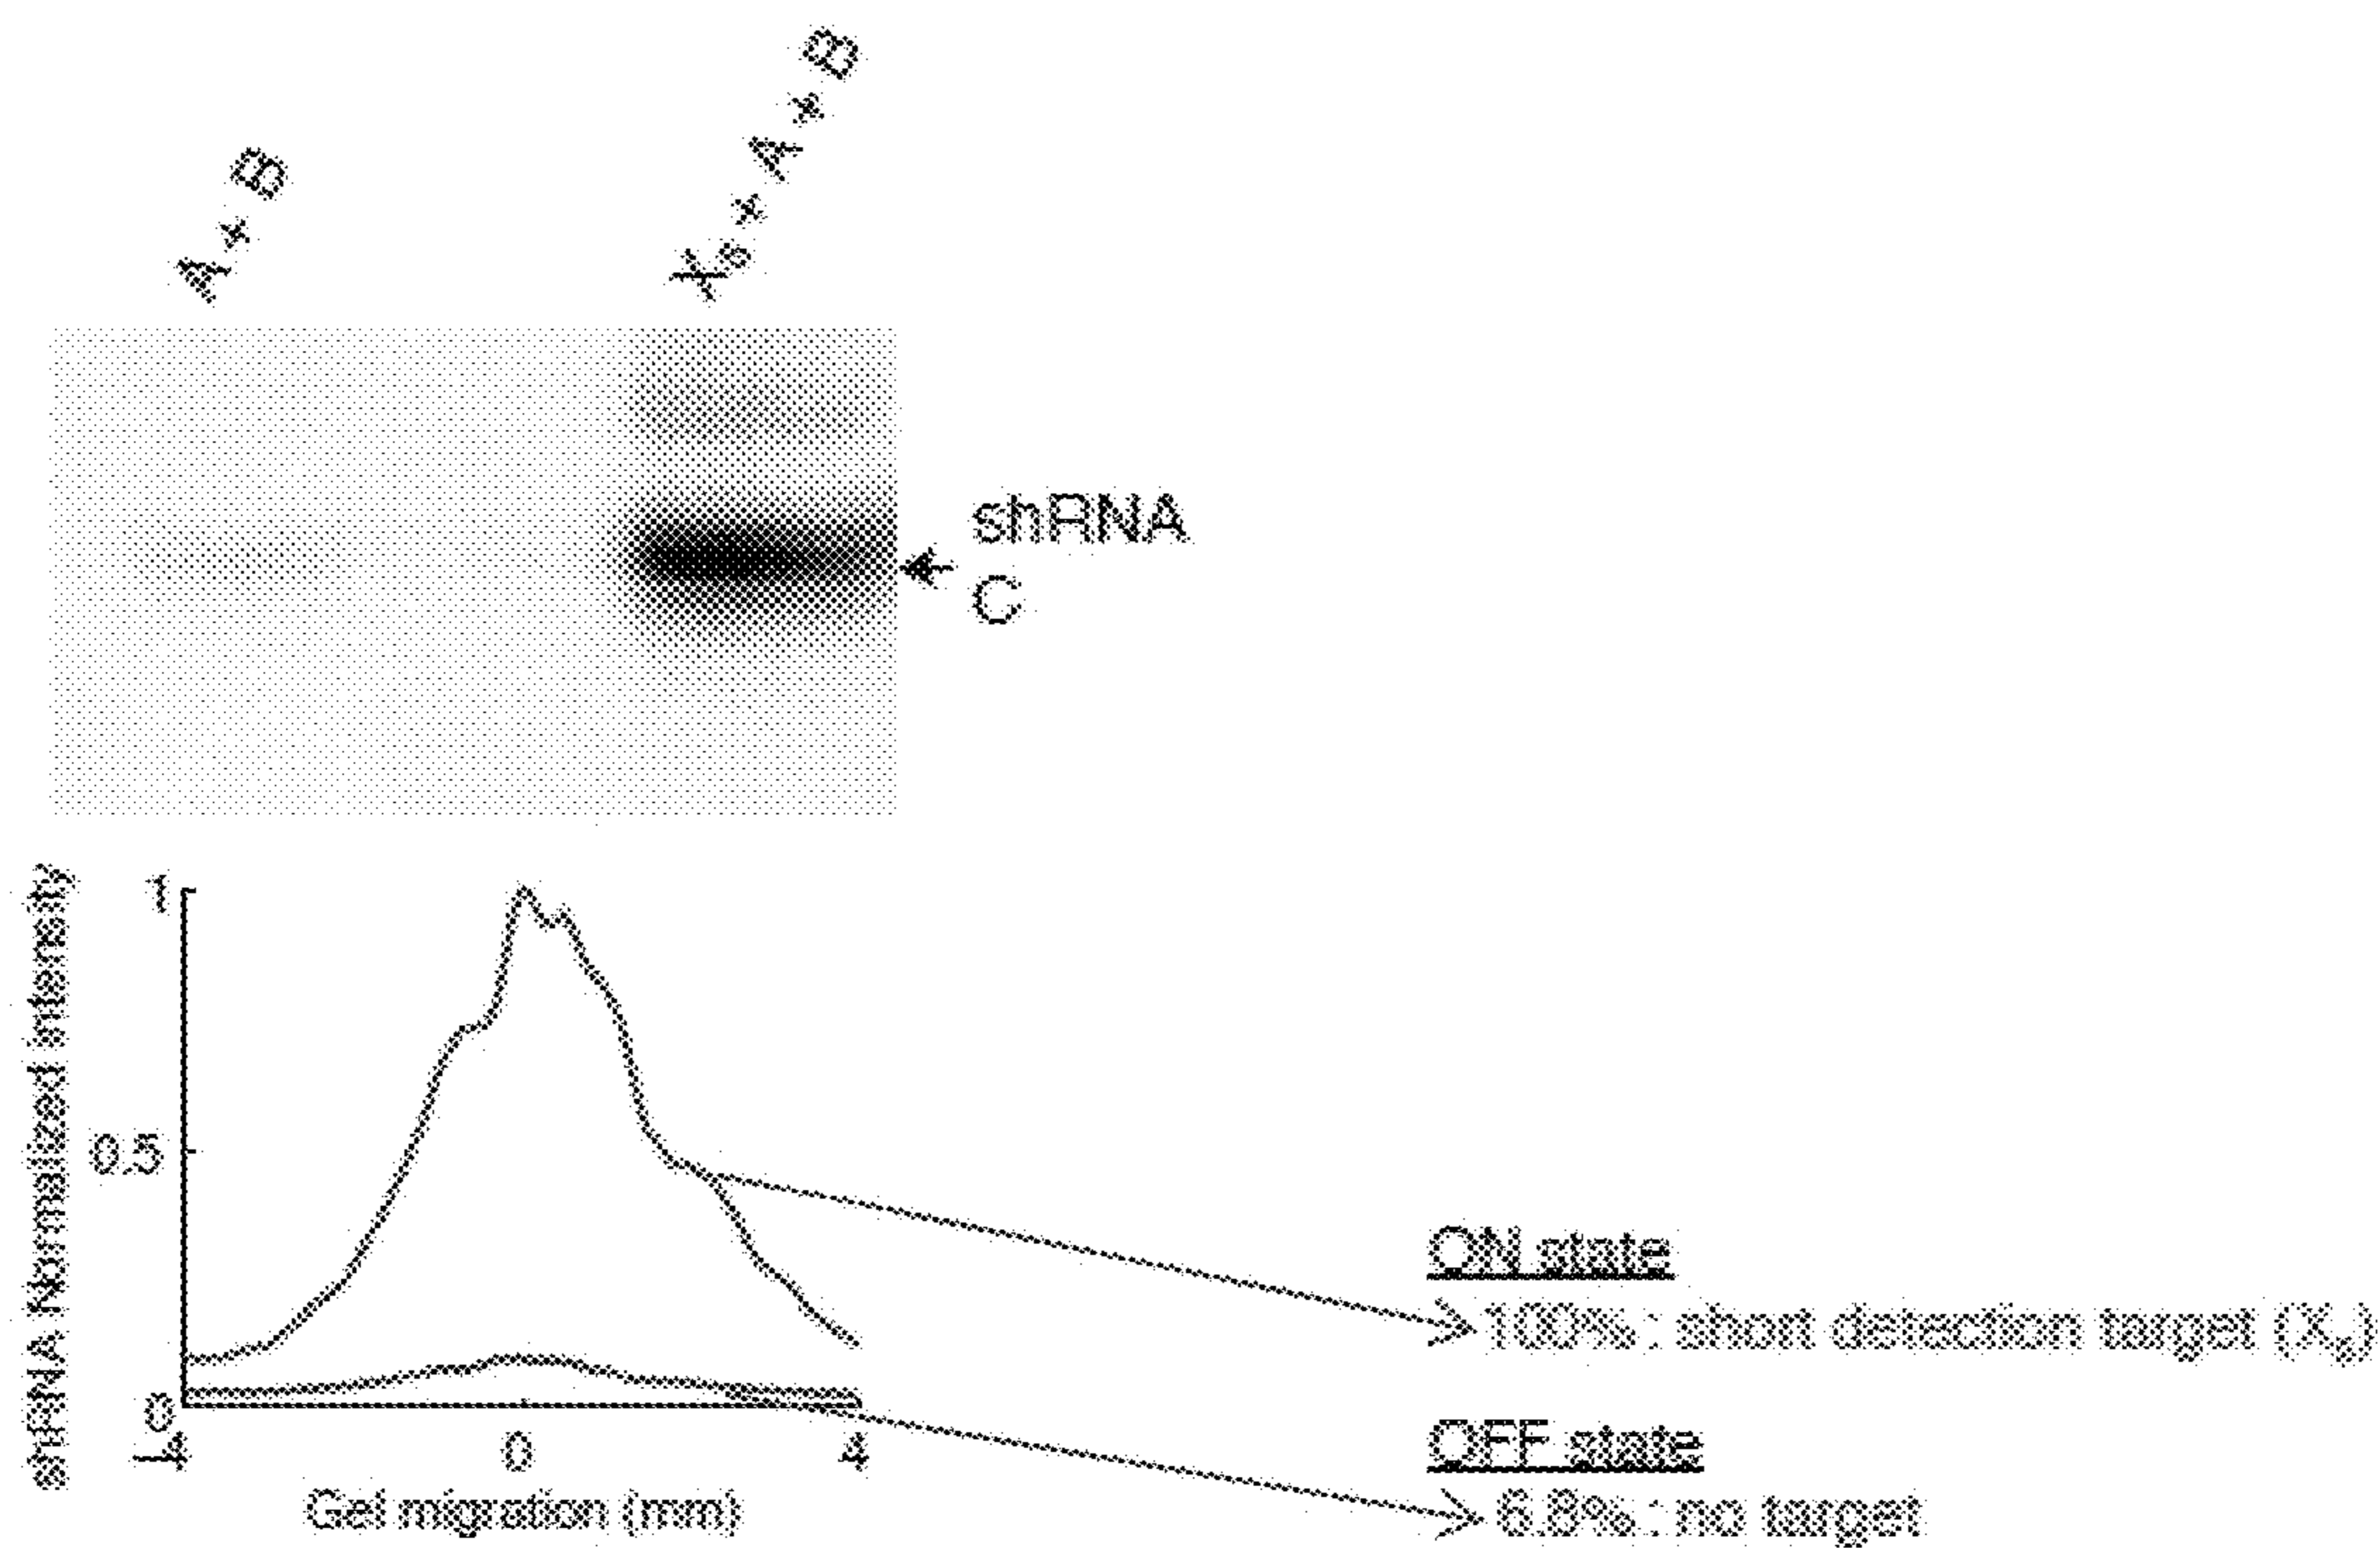 A + B
Xs + A + B
shRNA
C
shRNA Normalized intensity
1
0.5
0
-4
0
4
Gel migration (mm)
ON state
100% : short detection target (Xs)
OFF state
6.8% : no target